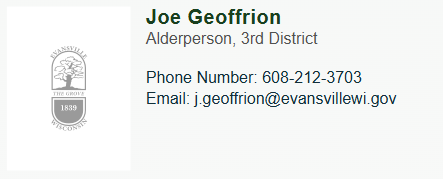 EVANSVILLE
THE GROVE
1839
WISCONSIN
Joe Geoffrion
Alderperson, 3rd District
Phone Number: 608-212-3703
Email: j.geoffrion@evansvillewi.gov